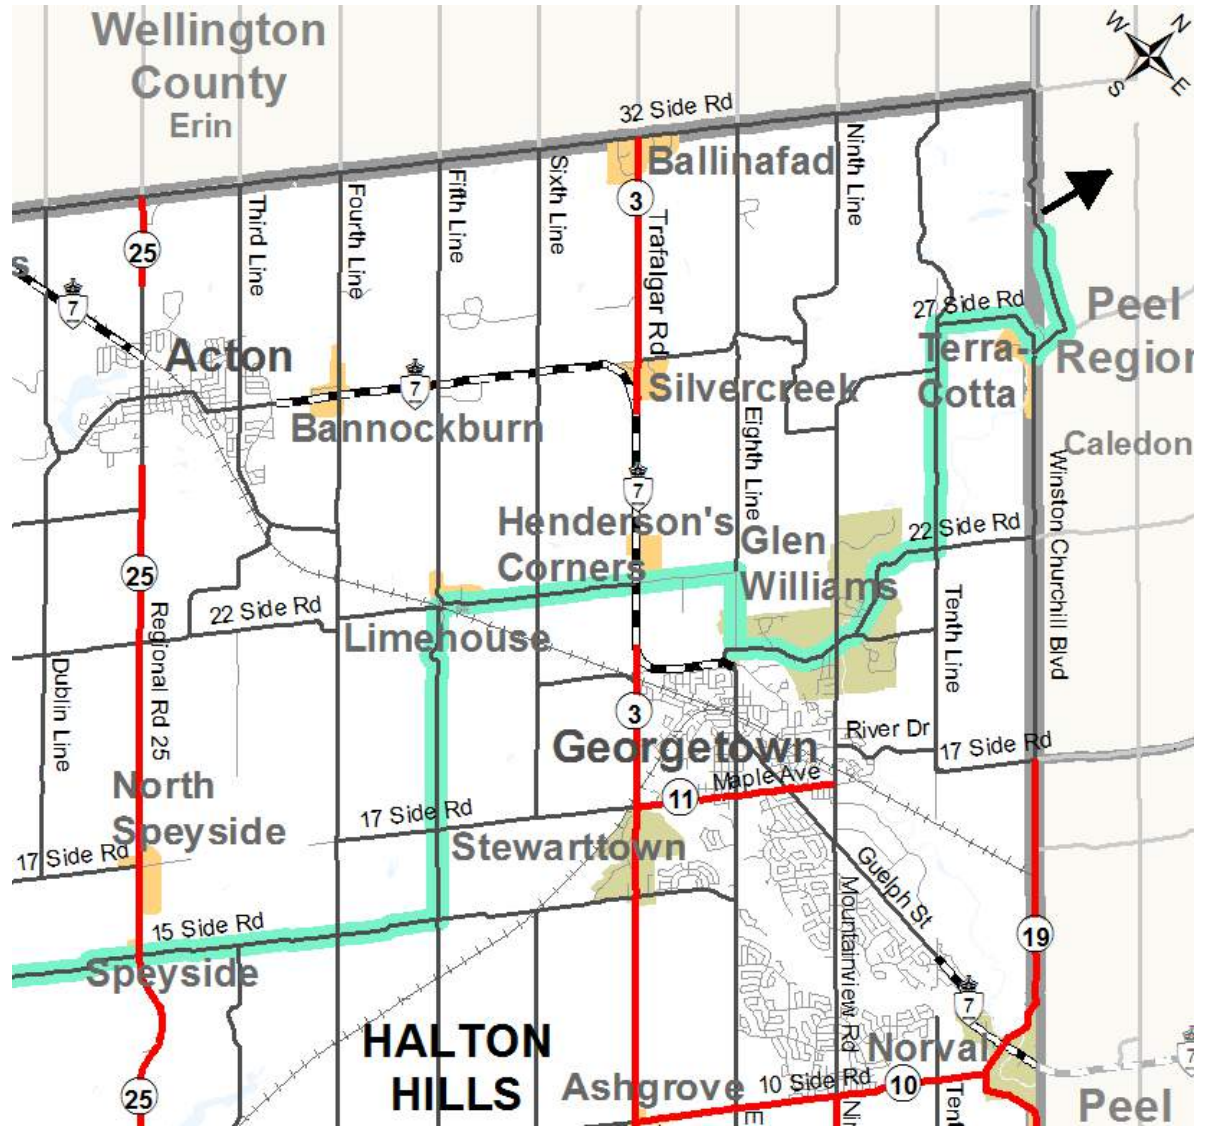 Wellington
County
Erin
W
N
S
E
32 Side Rd
Ballinafad
25
Third Line
Fourth Line
Fifth Line
Sixth Line
3
Trafalgar Rd
Ninth Line
s
7
Acton
7
Bannockburn
Silvercreek
27 Side Rd
Terra-
Cotta
Peel
Region
Caledon
Eighth Line
Winston Churchill Blvd
7
Henderson's
Corners
Glen
Williams
22 Side Rd
25
22 Side Rd
Limehouse
Tenth Line
Dublin Line
Regional Rd 25
3
Georgetown
River Dr
17 Side Rd
Maple Ave
11
North
Speyside
17 Side Rd
17 Side Rd
Stewarttown
Guelph St
Mountainview Rd
15 Side Rd
Speyside
19
7
HALTON
HILLS
Norval
7
25
Ashgrove
10 Side Rd
10
Peel
E
Nin
Tent